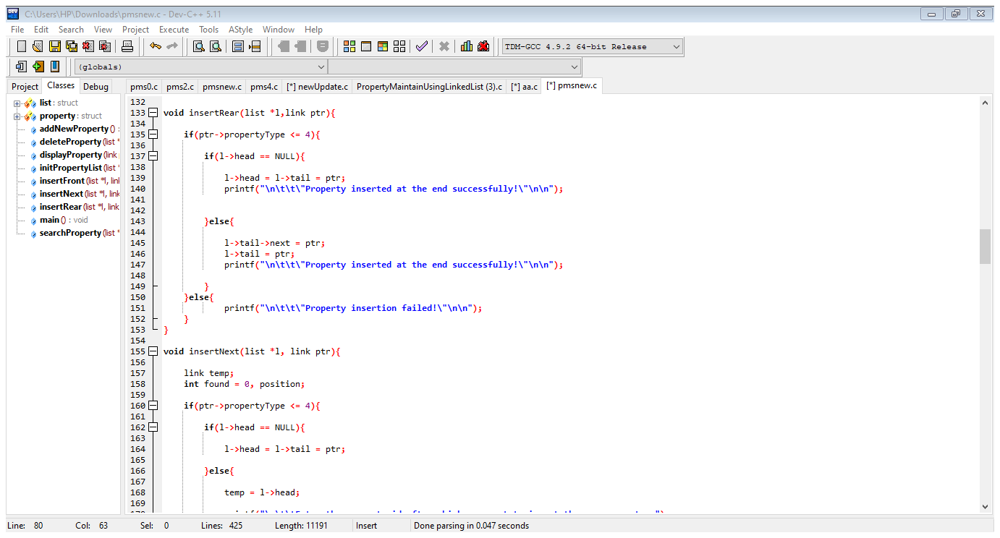 C:\Users\HP\Downloads\pmsnew.c - Dev-C++ 5.11
File Edit Search View Project Execute Tools AStyle Window Help
TDM-GCC 4.9.2 64-bit Release
(globals)
Project Classes Debug
pms0.c pms2.c pmsnew.c pms4.c [*] newUpdate.c PropertyMaintainUsingLinkedList (3).c [*] aa.c [*] pmsnew.c
list : struct
property : struct
addNewProperty () :
deleteProperty (list *
displayProperty (link
initPropertyList (list *
insertFront (list *l, link
insertNext (list *l, link
insertRear (list *l, link
main () : void
searchProperty (list *
132
133 void insertRear(list *l,link ptr){
134
135 if(ptr->propertyType <= 4){
136
137 if(l->head == NULL){
138
139 l->head = l->tail = ptr;
140 printf("\n\t\t\"Property inserted at the end successfully!\"\n\n");
141
142
143 }else{
144
145 l->tail->next = ptr;
146 l->tail = ptr;
147 printf("\n\t\t\"Property inserted at the end successfully!\"\n\n");
148
149 }
150 }else{
151 printf("\n\t\t\"Property insertion failed!\"\n\n");
152 }
153 }
154
155 void insertNext(list *l, link ptr){
156
157 link temp;
158 int found = 0, position;
159
160 if(ptr->propertyType <= 4){
161
162 if(l->head == NULL){
163
164 l->head = l->tail = ptr;
165
166 }else{
167
168 temp = l->head;
169
Line: 80 Col: 63 Sel: 0 Lines: 425 Length: 11191 Insert Done parsing in 0.047 seconds